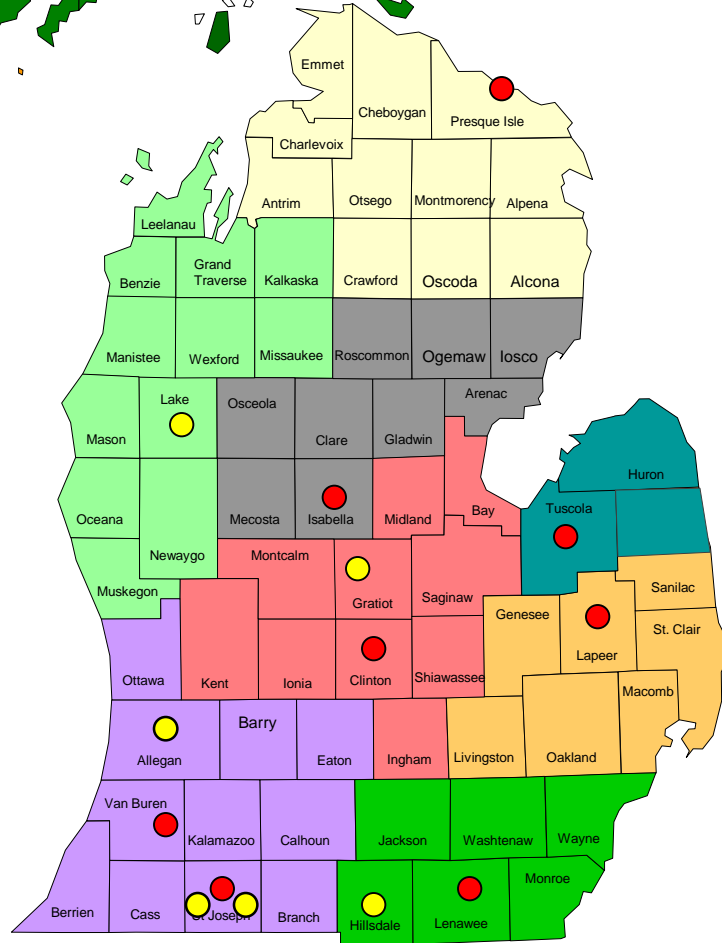 Emmet
Cheboygan
Presque Isle
Charlevoix
Antrim
Otsego
Montmorency
Alpena
Leelanau
Benzie
Grand
Traverse
Kalkaska
Crawford
Oscoda
Alcona
Manistee
Wexford
Missaukee
Roscommon
Ogemaw
Iosco
Mason
Lake
Osceola
Clare
Gladwin
Arenac
Oceana
Newaygo
Mecosta
Isabella
Midland
Bay
Tuscola
Huron
Muskegon
Montcalm
Gratiot
Saginaw
Genesee
Lapeer
Sanilac
St. Clair
Ottawa
Kent
Ionia
Clinton
Shiawassee
Macomb
Allegan
Barry
Eaton
Ingham
Livingston
Oakland
Van Buren
Kalamazoo
Calhoun
Jackson
Washtenaw
Wayne
Berrien
Cass
St Joseph
Branch
Hillsdale
Lenawee
Monroe